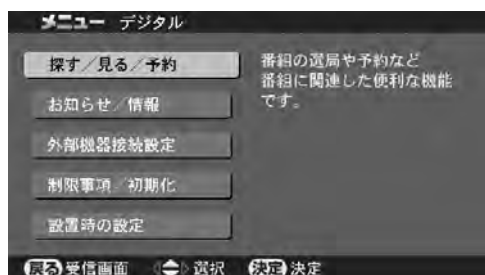 メニュー デジタル
探す/見る/予約
お知らせ/情報
外部機器接続設定
制限事項/初期化
設置時の設定
番組の選局や予約など
番組に関連した便利な機能
です。
戻る 受信画面 選択 決定 決定